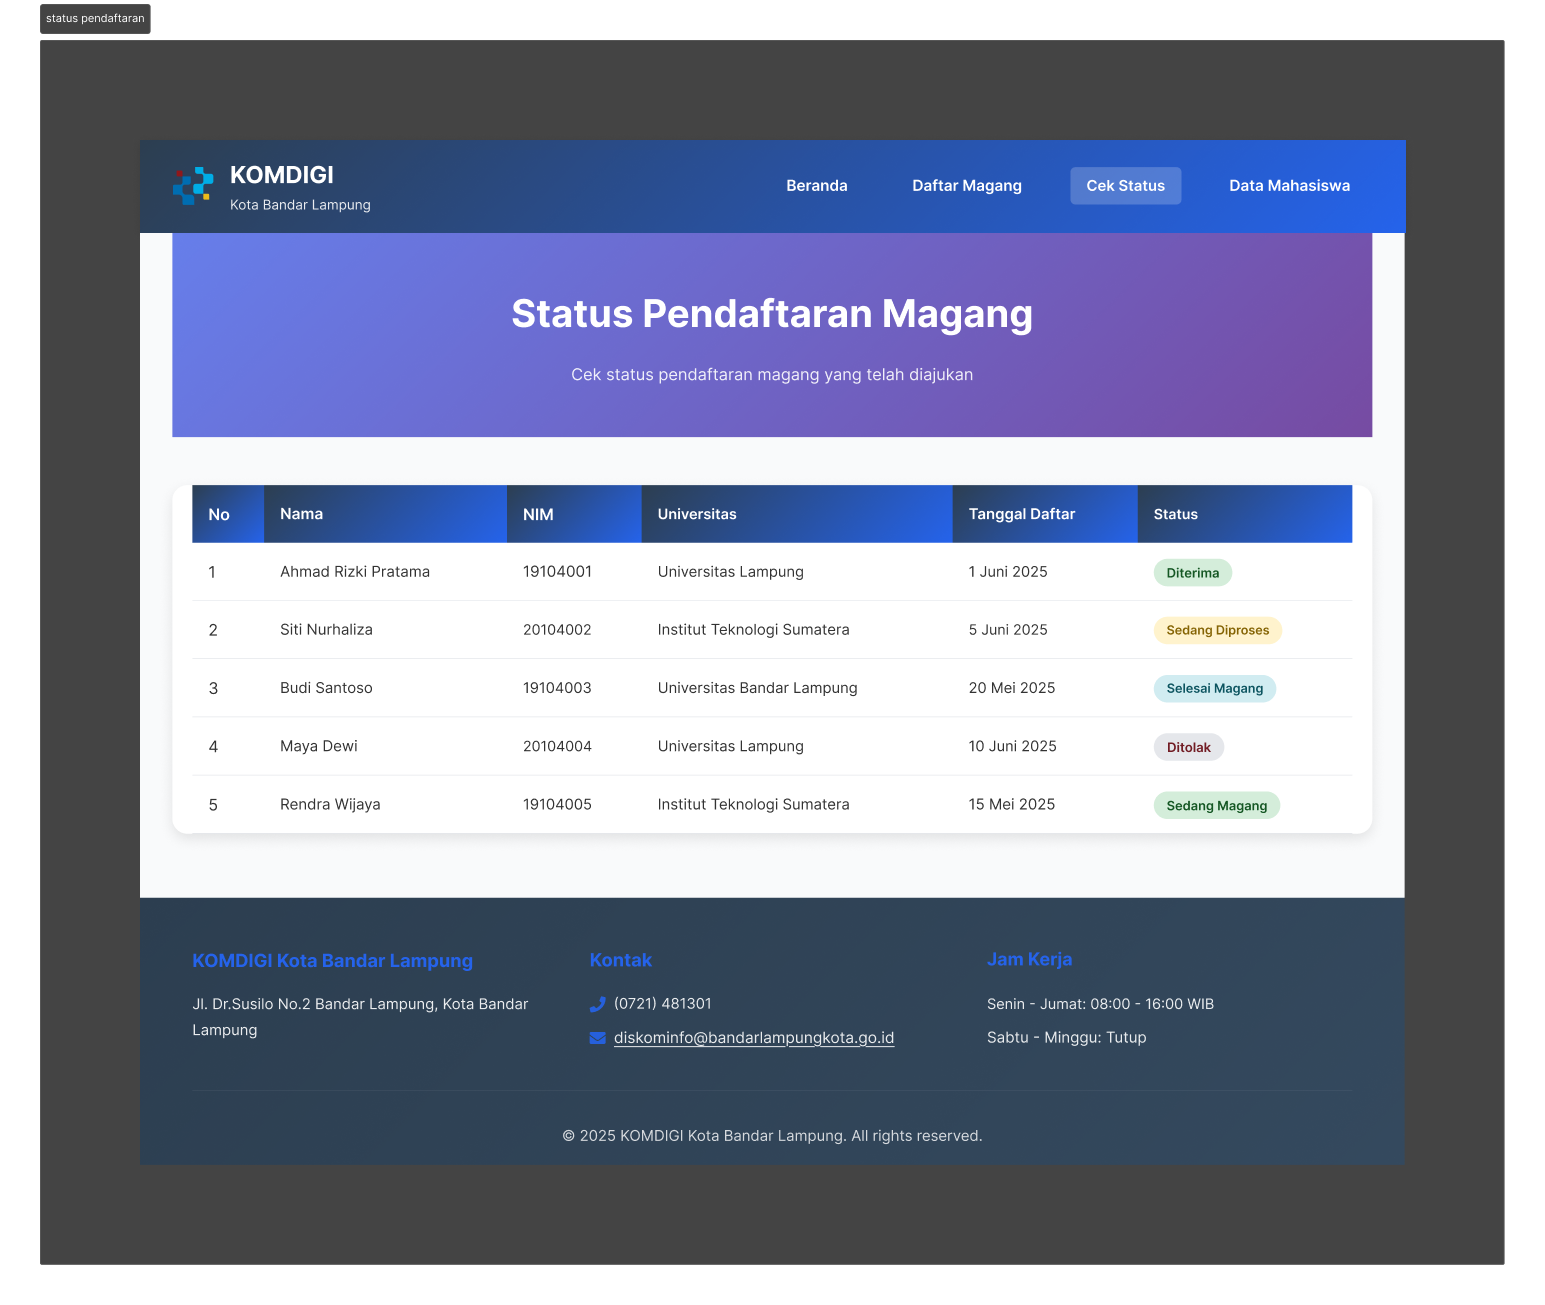 status pendaftaran
KOMDIGI
Kota Bandar Lampung
Beranda
Daftar Magang
Cek Status
Data Mahasiswa
Status Pendaftaran Magang
Cek status pendaftaran magang yang telah diajukan
No Nama NIM Universitas Tanggal Daftar Status
1 Ahmad Rizki Pratama 19104001 Universitas Lampung 1 Juni 2025 Diterima
2 Siti Nurhaliza 20104002 Institut Teknologi Sumatera 5 Juni 2025 Sedang Diproses
3 Budi Santoso 19104003 Universitas Bandar Lampung 20 Mei 2025 Selesai Magang
4 Maya Dewi 20104004 Universitas Lampung 10 Juni 2025 Ditolak
5 Rendra Wijaya 19104005 Institut Teknologi Sumatera 15 Mei 2025 Sedang Magang
KOMDIGI Kota Bandar Lampung
Jl. Dr.Susilo No.2 Bandar Lampung, Kota Bandar
Lampung
Kontak
(0721) 481301
diskominfo@bandarlampungkota.go.id
Jam Kerja
Senin - Jumat: 08:00 - 16:00 WIB
Sabtu - Minggu: Tutup
© 2025 KOMDIGI Kota Bandar Lampung. All rights reserved.